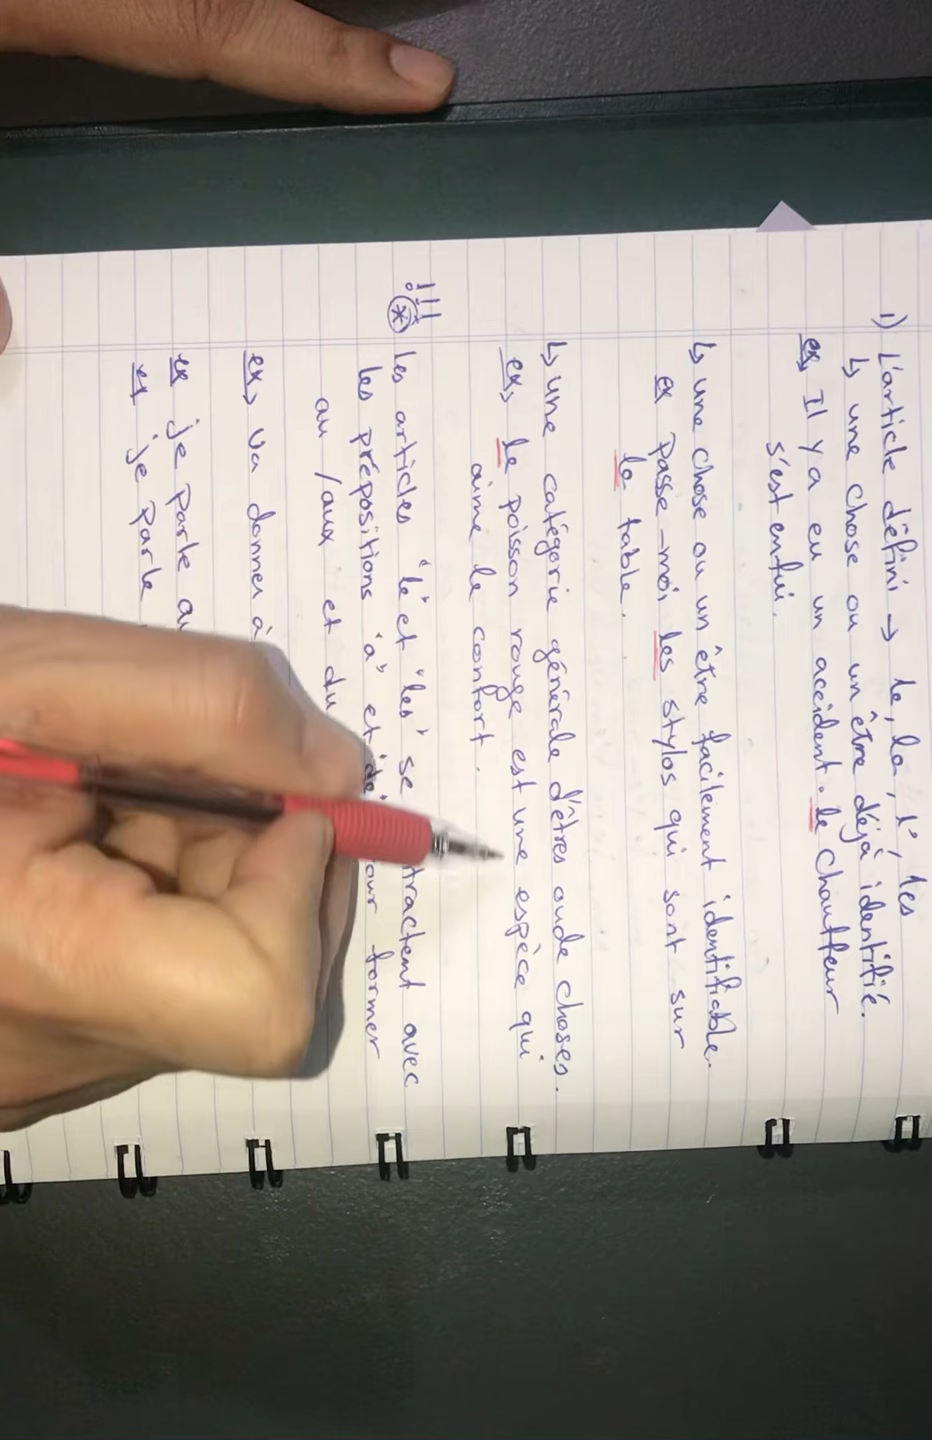 1) L'article défini → le, la, l', les
↳ une chose ou un être déjà identifié.
ex, Il y a eu un accident. le chauffeur
s'est enfui.
↳ une chose ou un être facilement identifiable.
ex passe-moi les stylos qui sont sur
la table.
↳ une catégorie générale d'êtres ou de choses.
ex, le poisson rouge est une espèce qui
aime le confort.
!!!
* les articles "le" et "les" se tractent avec
les prépositions "à" et "de" our former
au / aux et du
ex, va donner à
ex je parle au
ex je parle